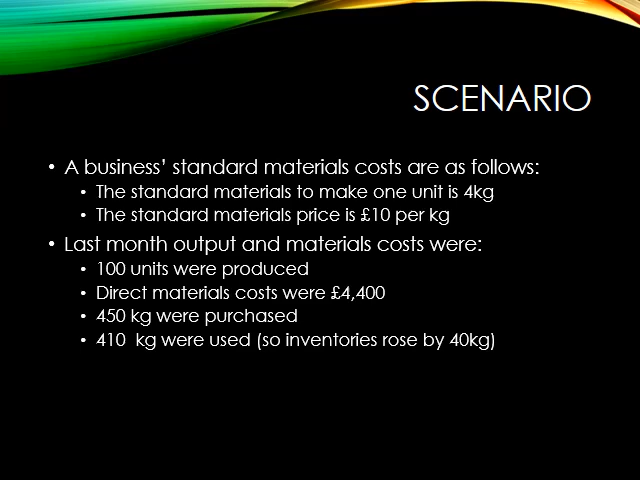 SCENARIO
• A business’ standard materials costs are as follows:
• The standard materials to make one unit is 4kg
• The standard materials price is £10 per kg
• Last month output and materials costs were:
• 100 units were produced
• Direct materials costs were £4,400
• 450 kg were purchased
• 410  kg were used (so inventories rose by 40kg)